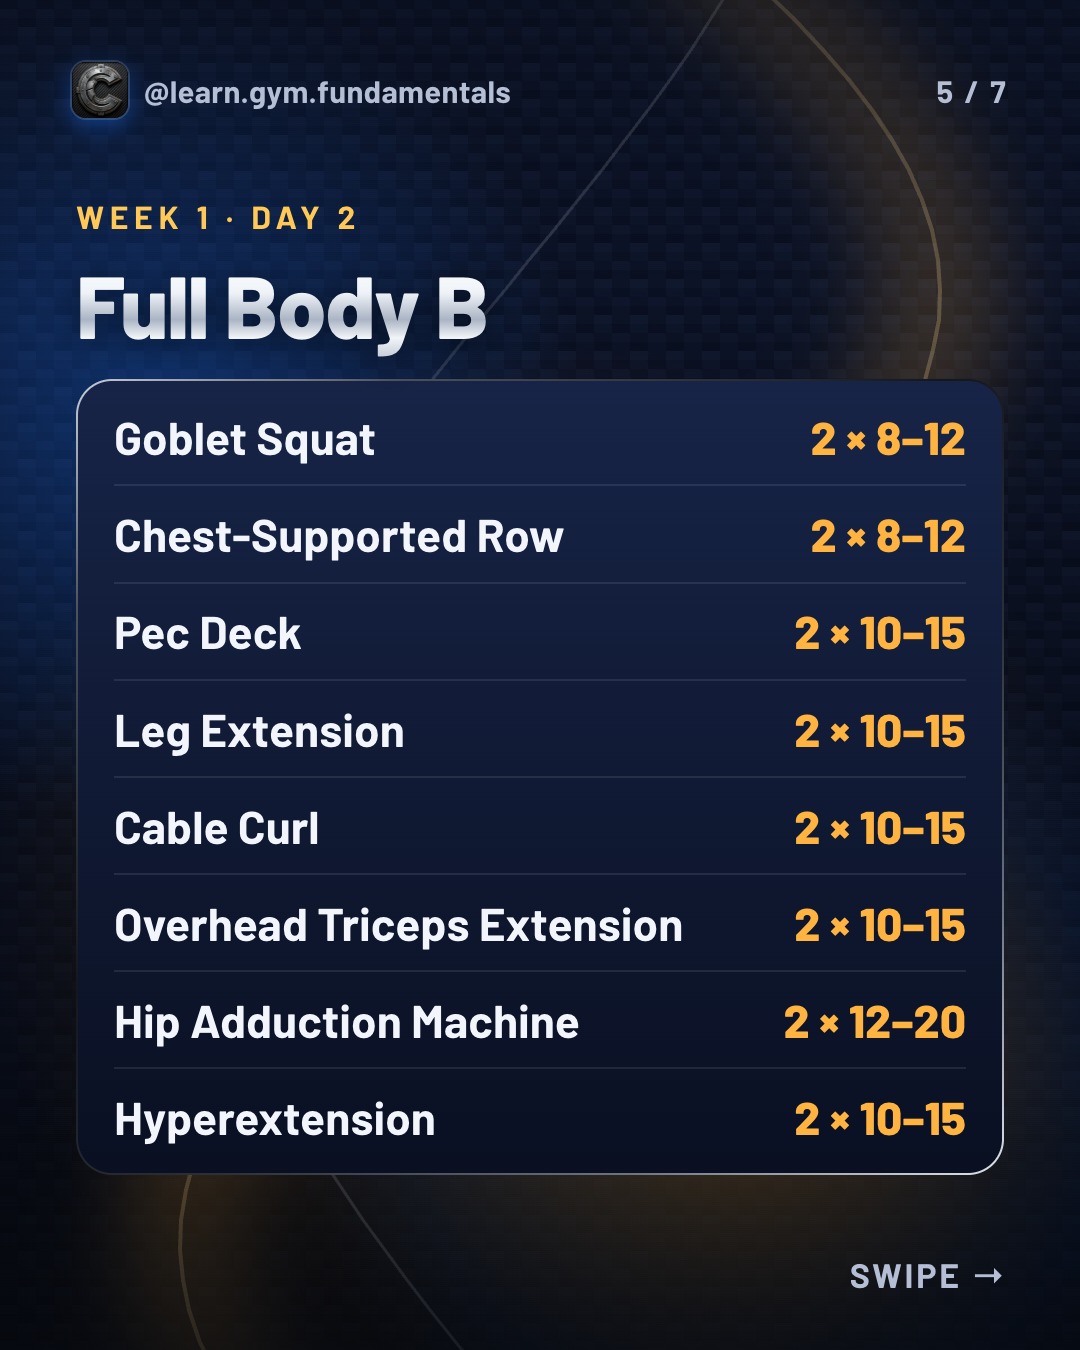 @learn.gym.fundamentals
5 / 7
WEEK 1 · DAY 2
Full Body B
Goblet Squat 2 × 8–12
Chest-Supported Row 2 × 8–12
Pec Deck 2 × 10–15
Leg Extension 2 × 10–15
Cable Curl 2 × 10–15
Overhead Triceps Extension 2 × 10–15
Hip Adduction Machine 2 × 12–20
Hyperextension 2 × 10–15
SWIPE →